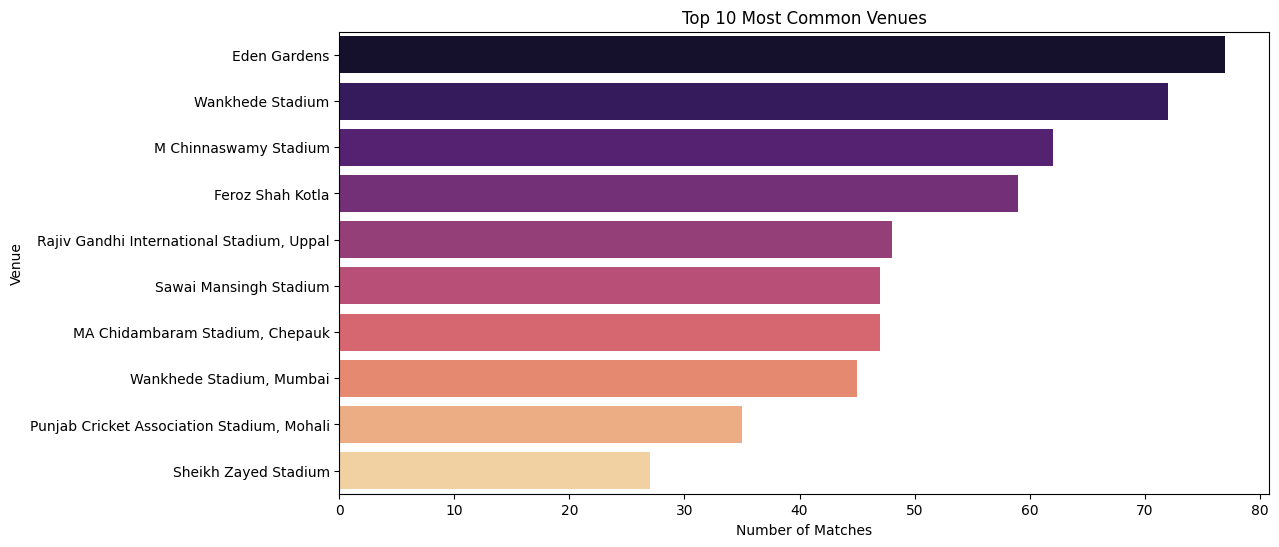 Top 10 Most Common Venues
Eden Gardens
Wankhede Stadium
M Chinnaswamy Stadium
Feroz Shah Kotla
Rajiv Gandhi International Stadium, Uppal
Sawai Mansingh Stadium
MA Chidambaram Stadium, Chepauk
Wankhede Stadium, Mumbai
Punjab Cricket Association Stadium, Mohali
Sheikh Zayed Stadium
Venue
0 10 20 30 40 50 60 70 80
Number of Matches